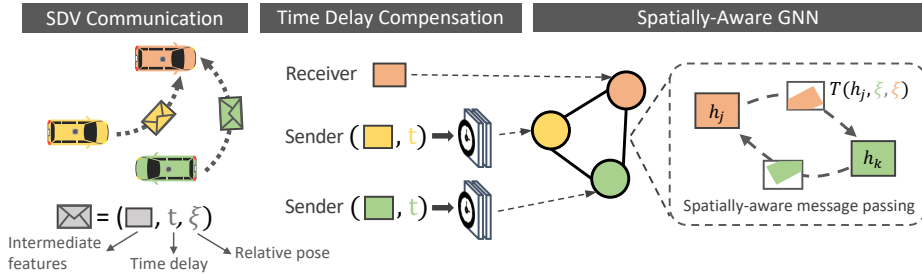 SDV Communication
Time Delay Compensation
Spatially-Aware GNN
Receiver
Sender ( , t)
Sender ( , t)
= ( , t, ξ)
Intermediate
features
Time delay
Relative pose
T(h_j, ξ, ξ)
h_j
h_k
Spatially-aware message passing